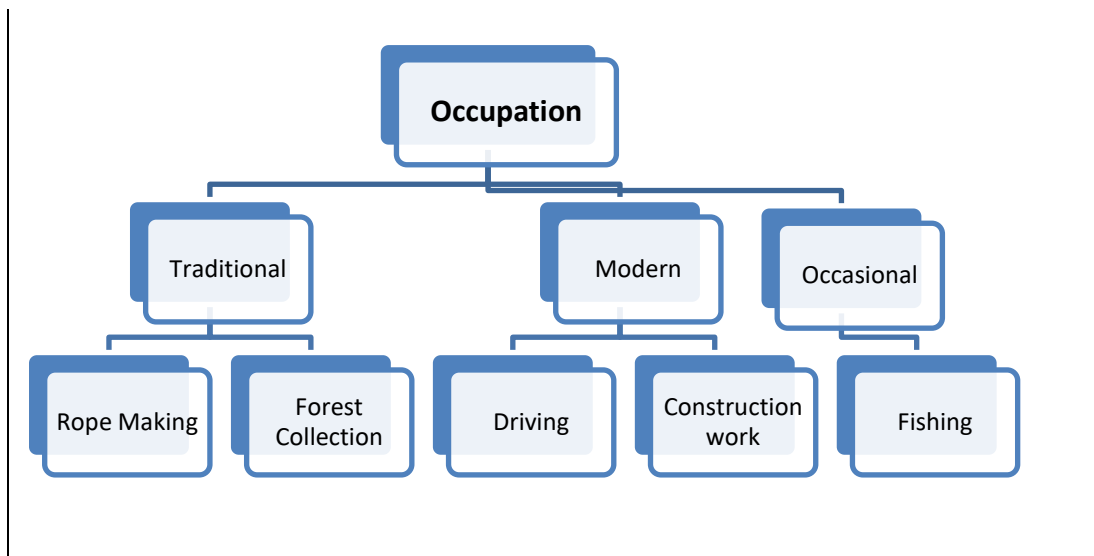 Occupation
Traditional
Modern
Occasional
Rope Making
Forest
Collection
Driving
Construction
work
Fishing